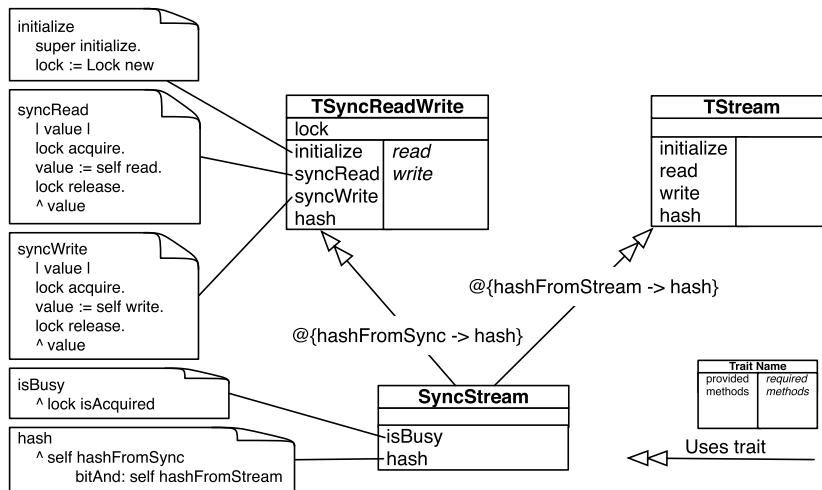 initialize
super initialize.
lock := Lock new
syncRead
| value |
lock acquire.
value := self read.
lock release.
^ value
syncWrite
| value |
lock acquire.
value := self write.
lock release.
^ value
isBusy
^ lock isAcquired
hash
^ self hashFromSync
bitAnd: self hashFromStream
TSyncReadWrite
lock
initialize read
syncRead write
syncWrite
hash
TStream
initialize
read
write
hash
@{hashFromStream -> hash}
@{hashFromSync -> hash}
SyncStream
isBusy
hash
Trait Name
provided required
methods methods
Uses trait